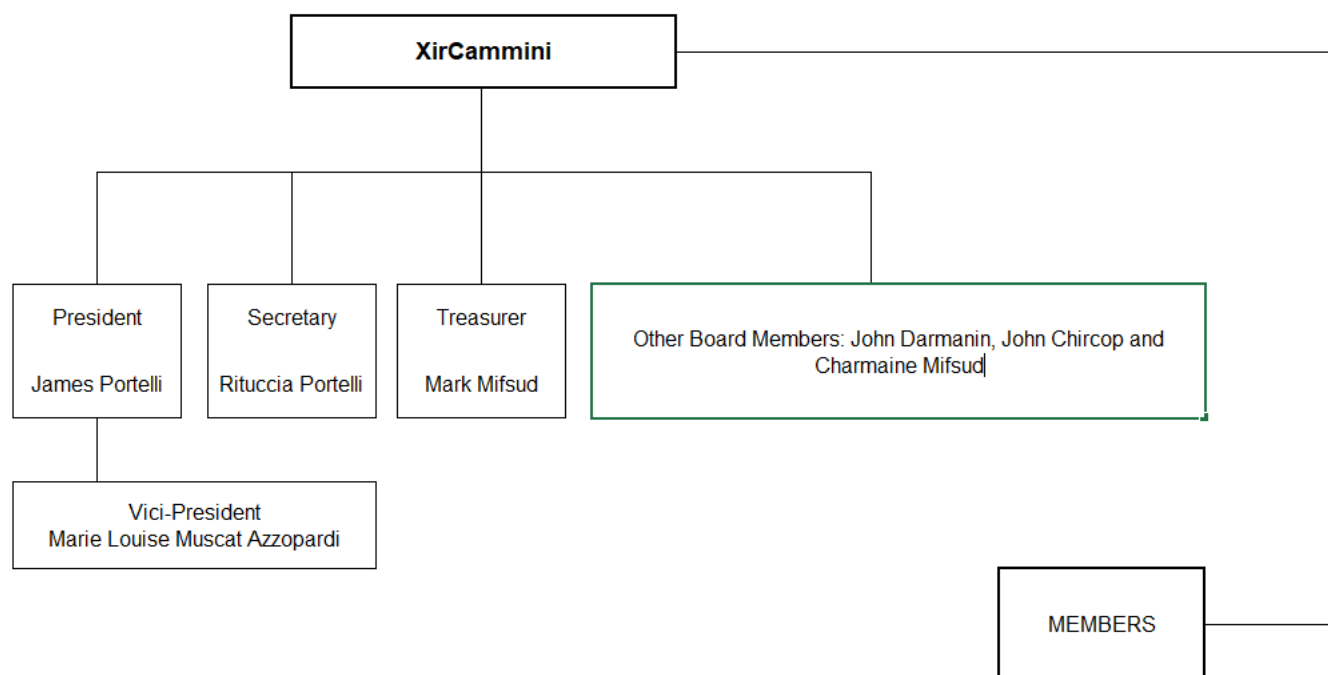 XirCammini
President
James Portelli
Secretary
Rituccia Portelli
Treasurer
Mark Mifsud
Other Board Members: John Darmanin, John Chircop and
Charmaine Mifsud
Vici-President
Marie Louise Muscat Azzopardi
MEMBERS